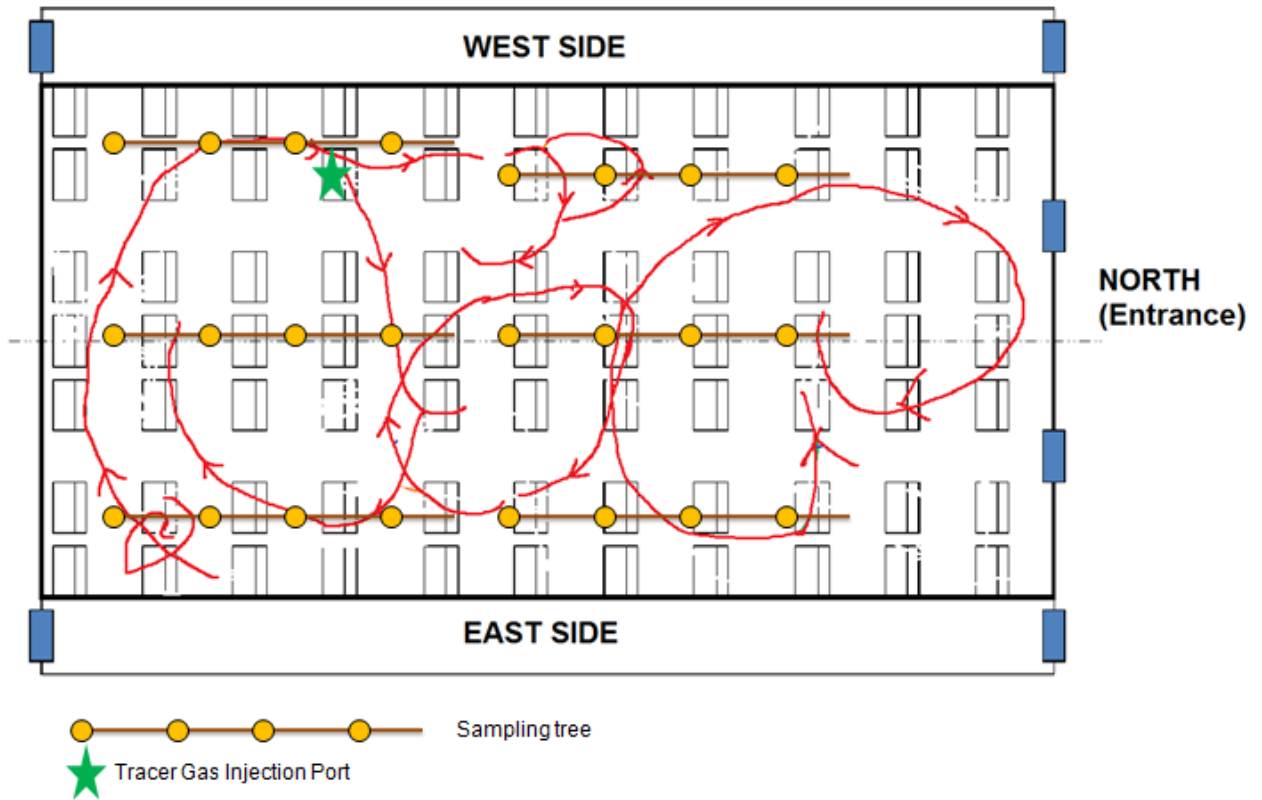 WEST SIDE
NORTH
(Entrance)
EAST SIDE
Sampling tree
Tracer Gas Injection Port